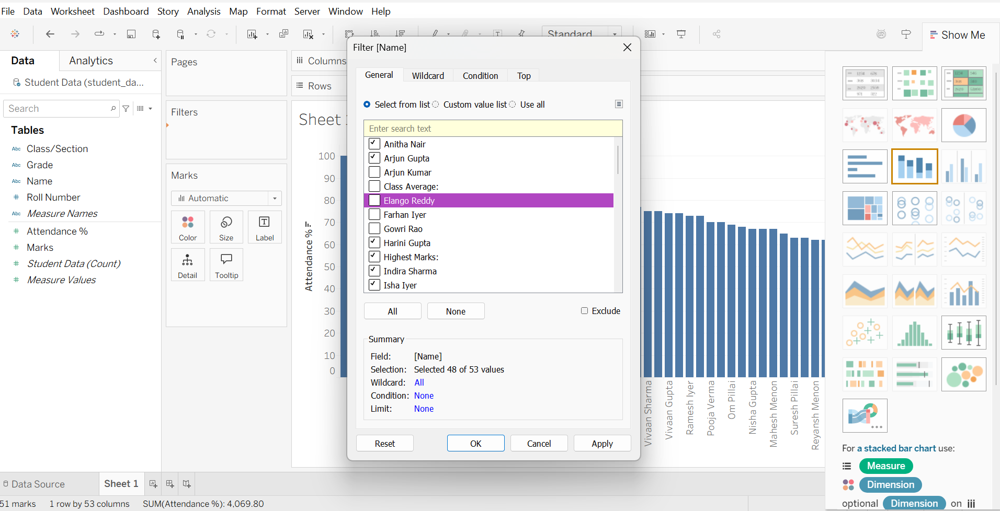 File Data Worksheet Dashboard Story Analysis Map Format Server Window Help
Standard
Show Me
Data
Analytics
Student Data (student_da...
Search
Tables
Abc Class/Section
Abc Grade
Abc Name
# Roll Number
Abc Measure Names
# Attendance %
# Marks
# Student Data (Count)
# Measure Values
Pages
Filters
Marks
Automatic
Color
Size
Label
Detail
Tooltip
Columns
Rows
Sheet
Attendance %
100
90
80
70
60
50
40
30
20
10
0
Filter [Name]
General
Wildcard
Condition
Top
Select from list
Custom value list
Use all
Enter search text
Anitha Nair
Arjun Gupta
Arjun Kumar
Class Average:
Elango Reddy
Farhan Iyer
Gowri Rao
Harini Gupta
Highest Marks:
Indira Sharma
Isha Iyer
All
None
Exclude
Summary
Field: [Name]
Selection: Selected 48 of 53 values
Wildcard: All
Condition: None
Limit: None
Reset
OK
Cancel
Apply
Vivaan Sharma
Vivaan Gupta
Ramesh Iyer
Pooja Verma
Om Pillai
Nisha Gupta
Mahesh Menon
Suresh Pillai
Reyansh Menon
For a stacked bar chart use:
Measure
Dimension
optional Dimension on
Data Source
Sheet 1
51 marks 1 row by 53 columns SUM(Attendance %): 4,069.80